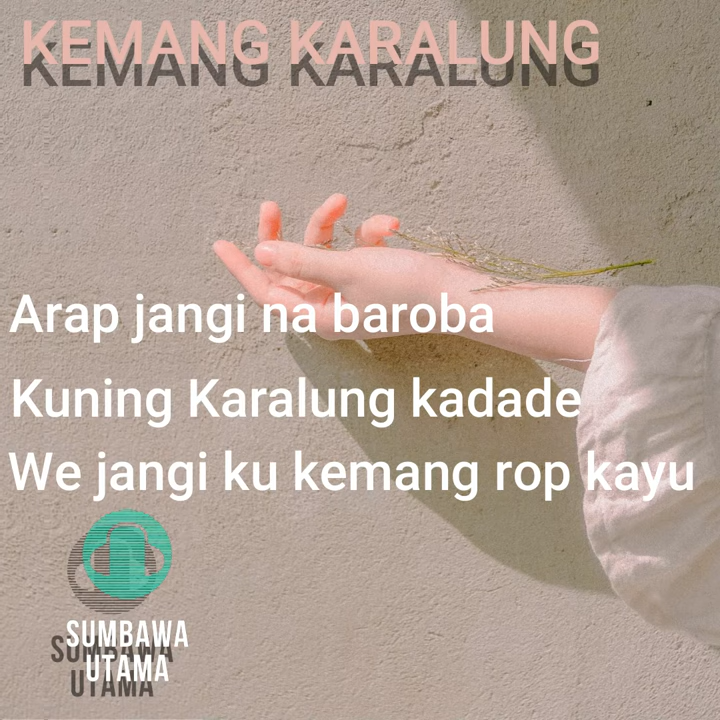 KEMANG KARALUNG
Arap jangi na baroba
Kuning Karalung kadade
We jangi ku kemang rop kayu
SUMBAWA
UTAMA